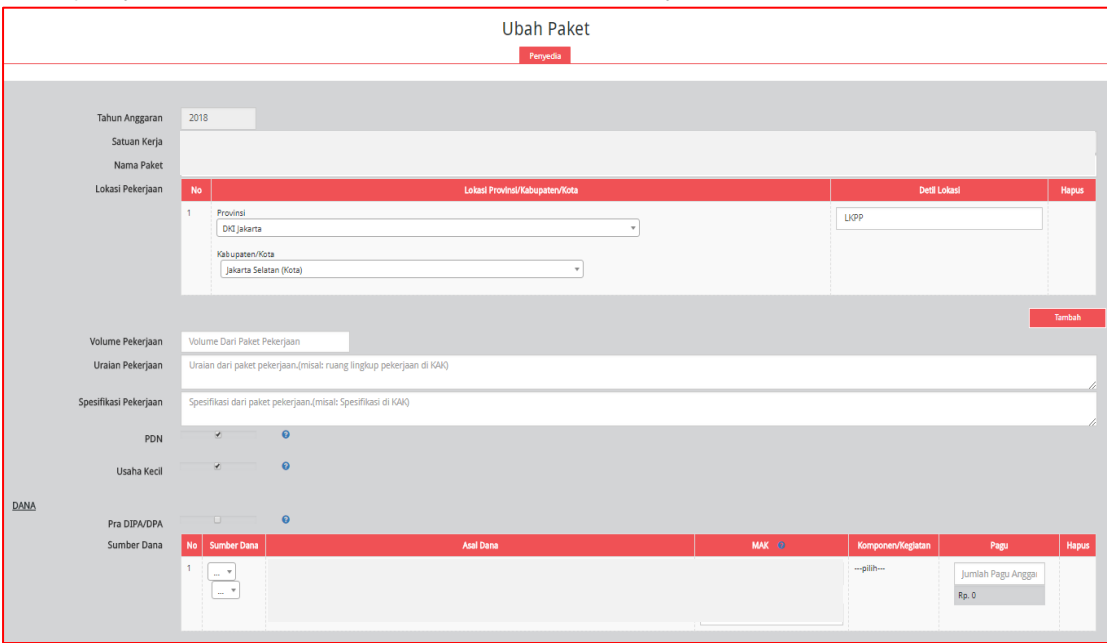 Ubah Paket
Penyedia
Tahun Anggaran 2018
Satuan Kerja
Nama Paket
Lokasi Pekerjaan No Lokasi Provinsi/Kabupaten/Kota Detil Lokasi Hapus
1 Provinsi LKPP
DKI Jakarta
Kabupaten/Kota
Jakarta Selatan (Kota)
Tambah
Volume Pekerjaan Volume Dari Paket Pekerjaan
Uraian Pekerjaan Uraian dari paket pekerjaan.(misal: ruang lingkup pekerjaan di KAK)
Spesifikasi Pekerjaan Spesifikasi dari paket pekerjaan.(misal: Spesifikasi di KAK)
PDN ?
Usaha Kecil ?
DANA
Pra DIPA/DPA ?
Sumber Dana No Sumber Dana Asal Dana MAK ? Komponen/Kegiatan Pagu Hapus
1 ... ---pilih--- Jumlah Pagu Anggar
... Rp. 0